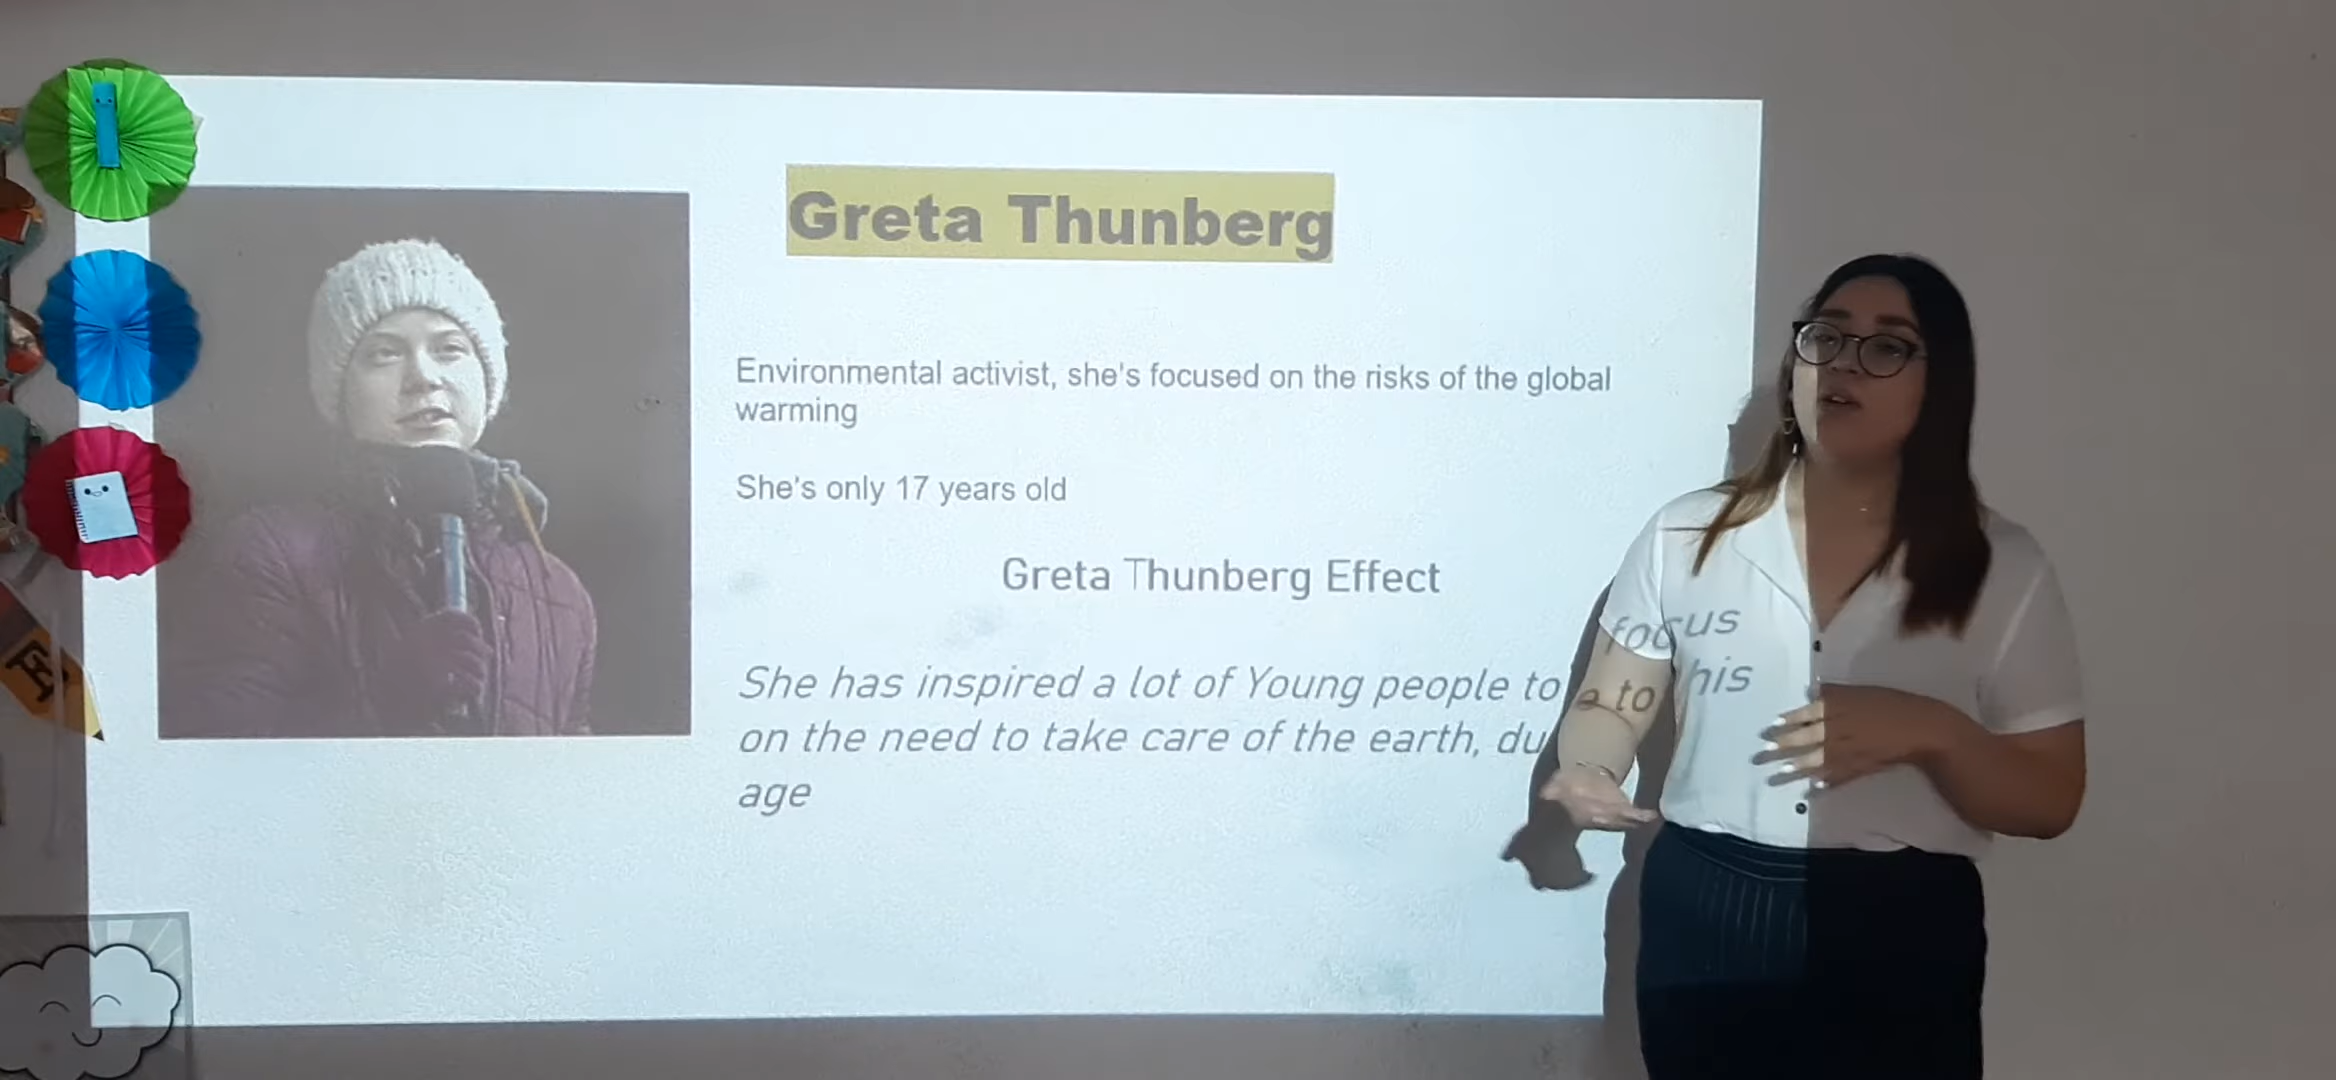 Greta Thunberg
Environmental activist, she's focused on the risks of the global
warming
She's only 17 years old
Greta Thunberg Effect
She has inspired a lot of Young people to focus
on the need to take care of the earth, du to his
age